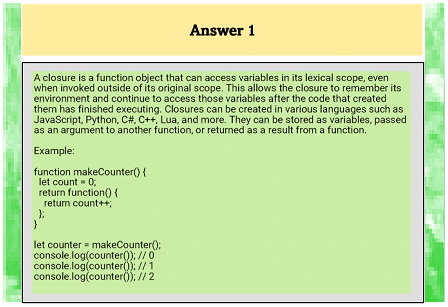 Answer 1
A closure is a function object that can access variables in its lexical scope, even
when invoked outside of its original scope. This allows the closure to remember its
environment and continue to access those variables after the code that created
them has finished executing. Closures can be created in various languages such as
JavaScript, Python, C#, C++, Lua, and more. They can be stored as variables, passed
as an argument to another function, or returned as a result from a function.
Example:
function makeCounter() {
let count = 0;
return function() {
return count++;
};
}
let counter = makeCounter();
console.log(counter()); // 0
console.log(counter()); // 1
console.log(counter()); // 2